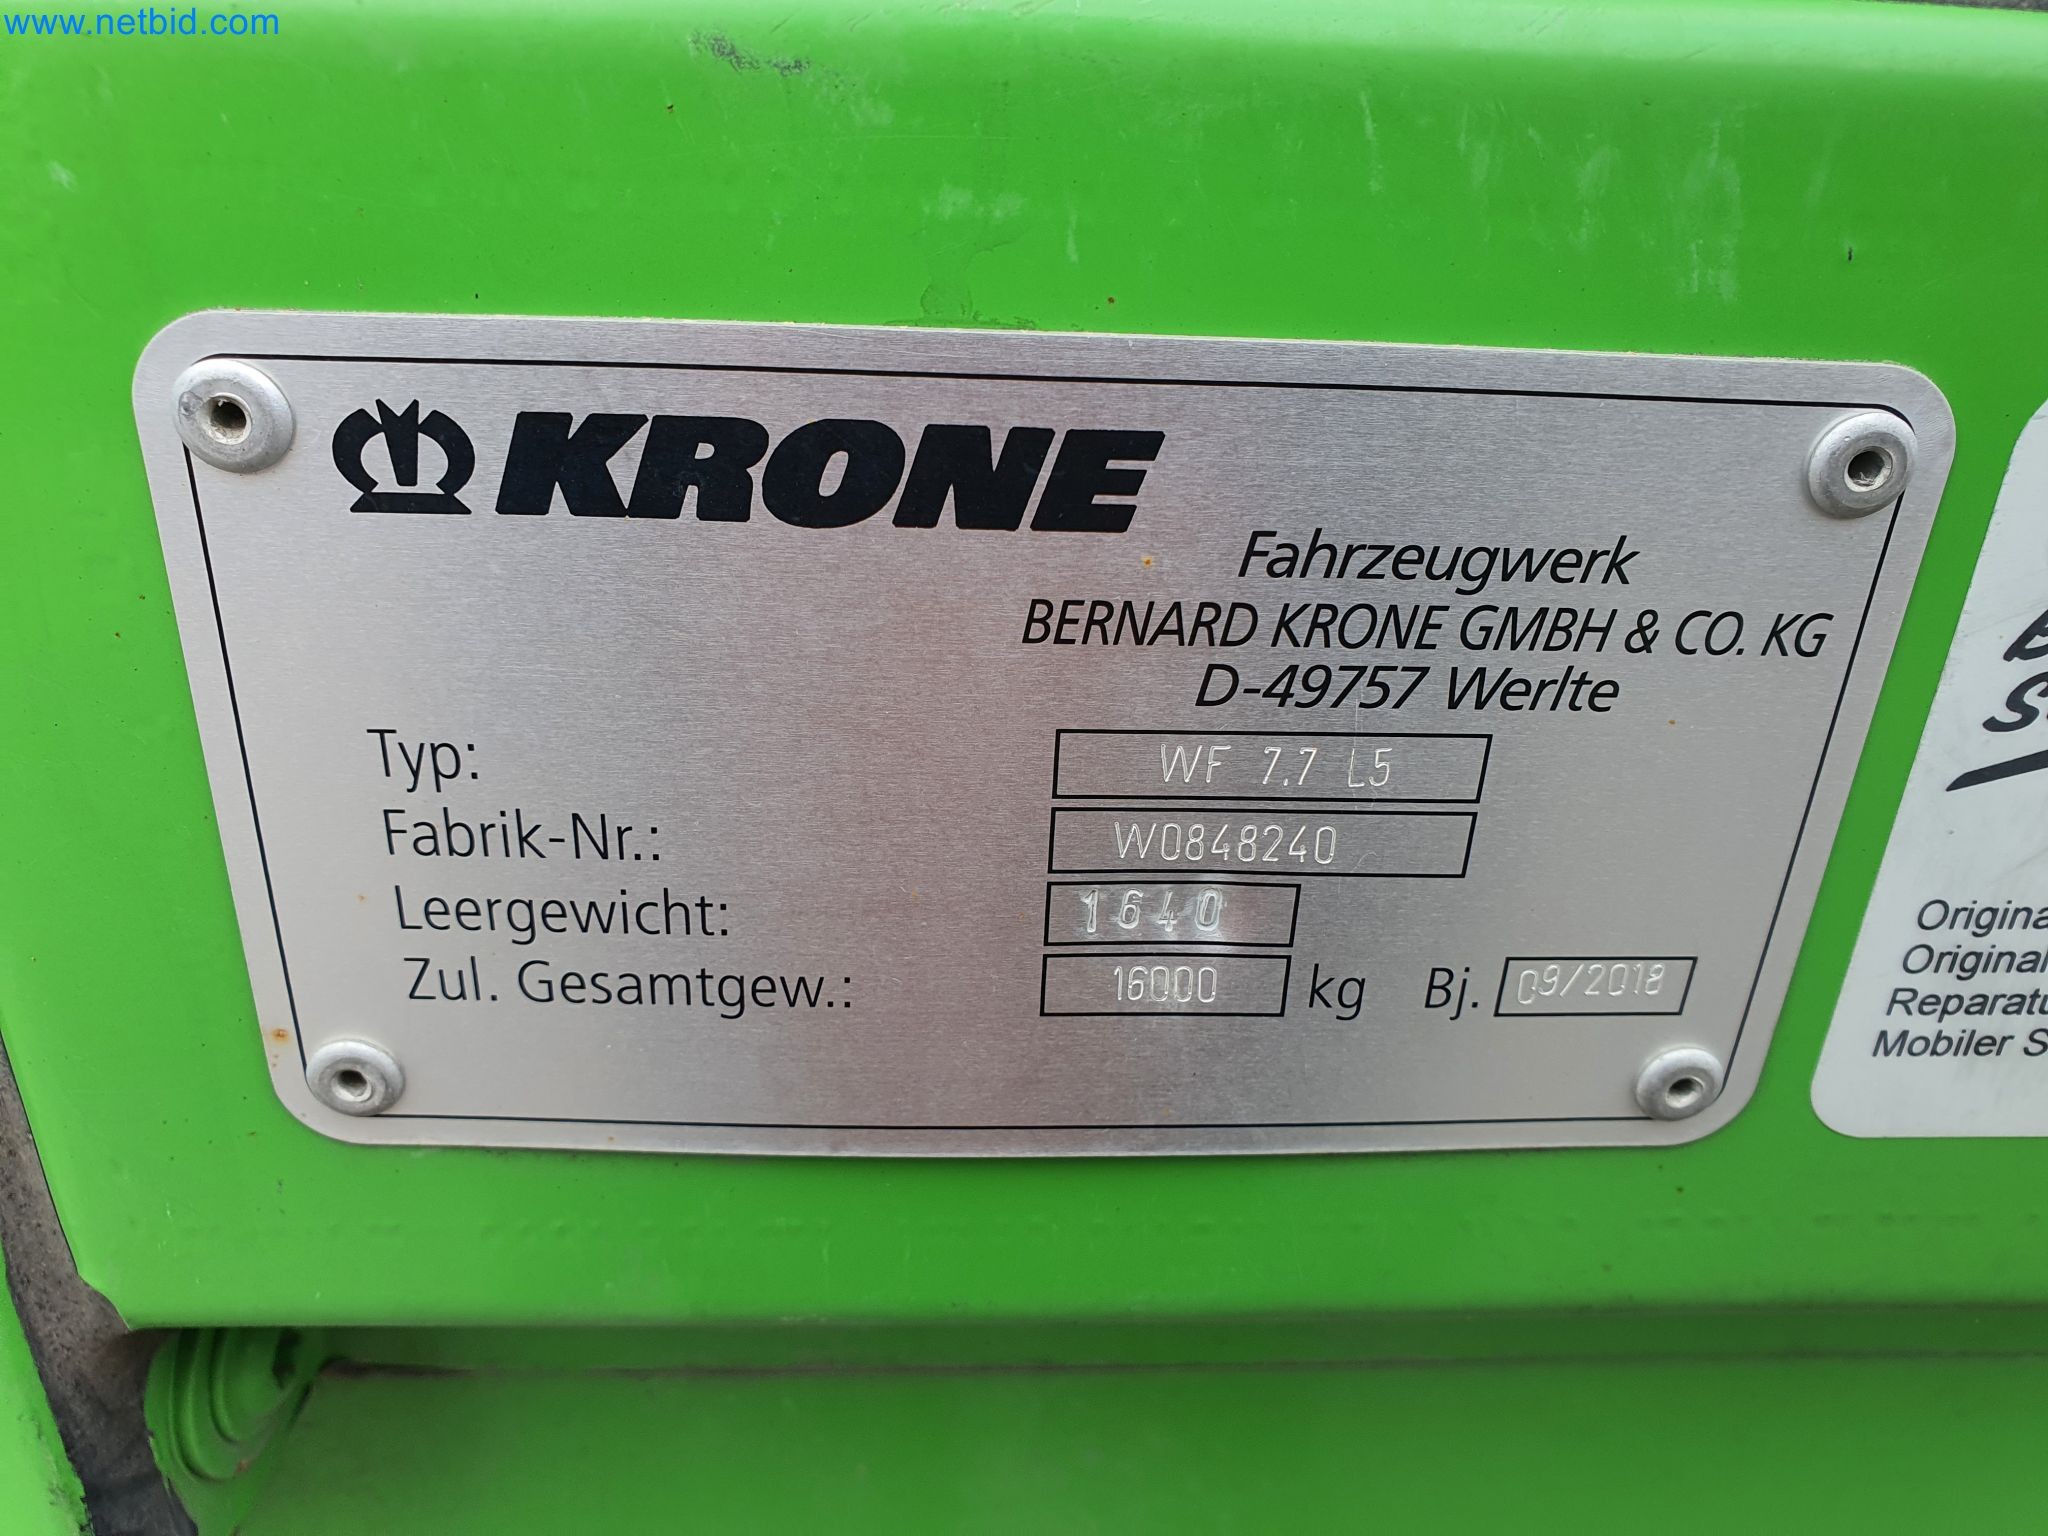 www.netbid.com
KRONE
Fahrzeugwerk
BERNARD KRONE GMBH & CO. KG
D-49757 Werlte
Typ: WF 7.7 L5
Fabrik-Nr.: W0848240
Leergewicht: 1640
Zul. Gesamtgew.: 16000 kg Bj. 09/2018
Origina
Original
Reparatu
Mobiler S